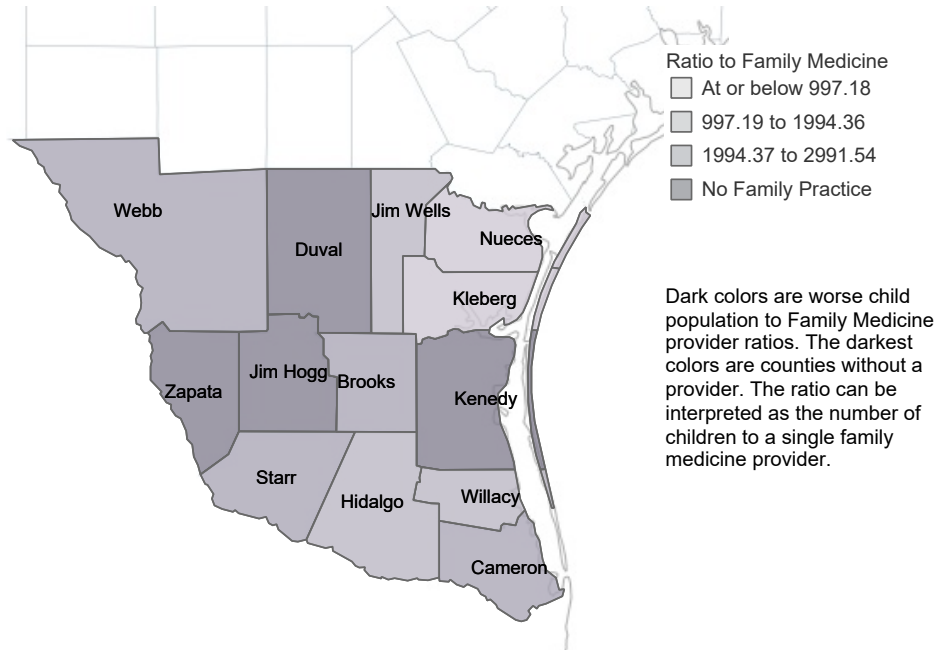 Ratio to Family Medicine
At or below 997.18
997.19 to 1994.36
1994.37 to 2991.54
No Family Practice
Webb
Duval
Jim Wells
Nueces
Kleberg
Zapata
Jim Hogg
Brooks
Kenedy
Starr
Hidalgo
Willacy
Cameron
Dark colors are worse child
population to Family Medicine
provider ratios. The darkest
colors are counties without a
provider. The ratio can be
interpreted as the number of
children to a single family
medicine provider.